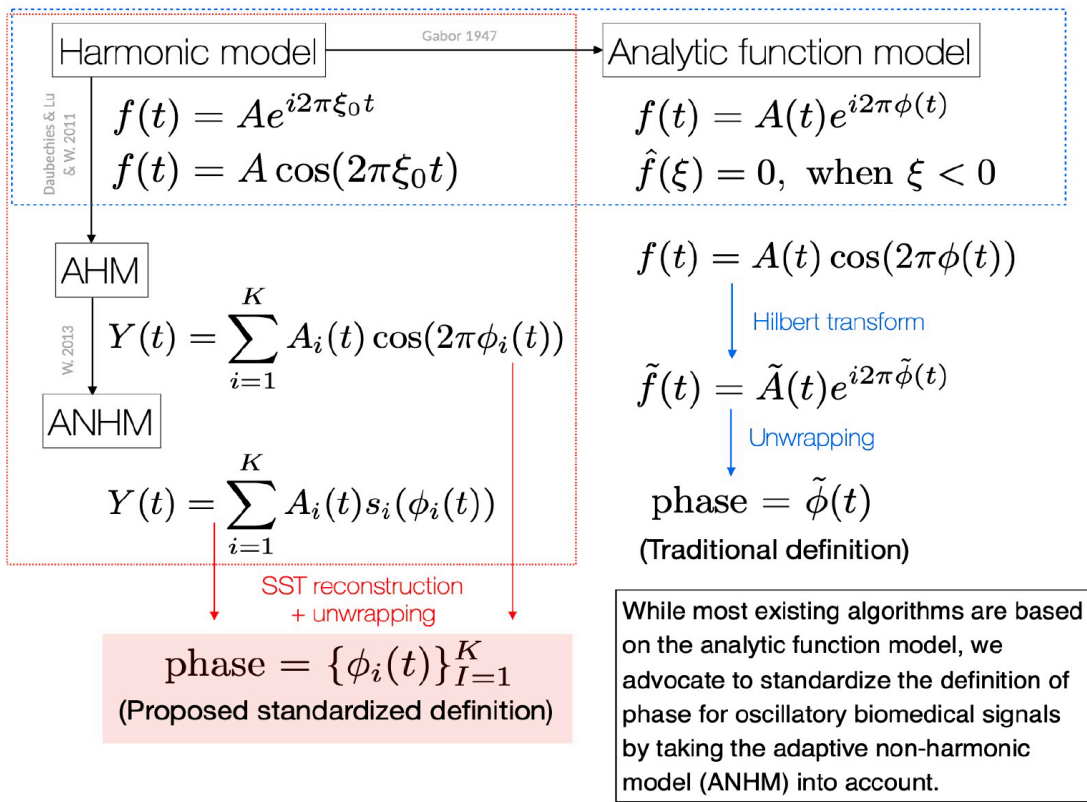 Harmonic model
Gabor 1947
Analytic function model
Daubechies & Lu
& W. 2011
f(t) = Ae^{i2πξ_0 t}
f(t) = A cos(2πξ_0 t)
f(t) = A(t)e^{i2πϕ(t)}
f̂(ξ) = 0, when ξ < 0
AHM
W. 2013
Y(t) = ∑_{i=1}^{K} A_i(t) cos(2πϕ_i(t))
ANHM
Y(t) = ∑_{i=1}^{K} A_i(t)s_i(ϕ_i(t))
f(t) = A(t) cos(2πϕ(t))
Hilbert transform
f̃(t) = Ã(t)e^{i2πϕ̃(t)}
Unwrapping
phase = ϕ̃(t)
(Traditional definition)
SST reconstruction
+ unwrapping
phase = {ϕ_i(t)}_{I=1}^{K}
(Proposed standardized definition)
While most existing algorithms are based
on the analytic function model, we
advocate to standardize the definition of
phase for oscillatory biomedical signals
by taking the adaptive non-harmonic
model (ANHM) into account.